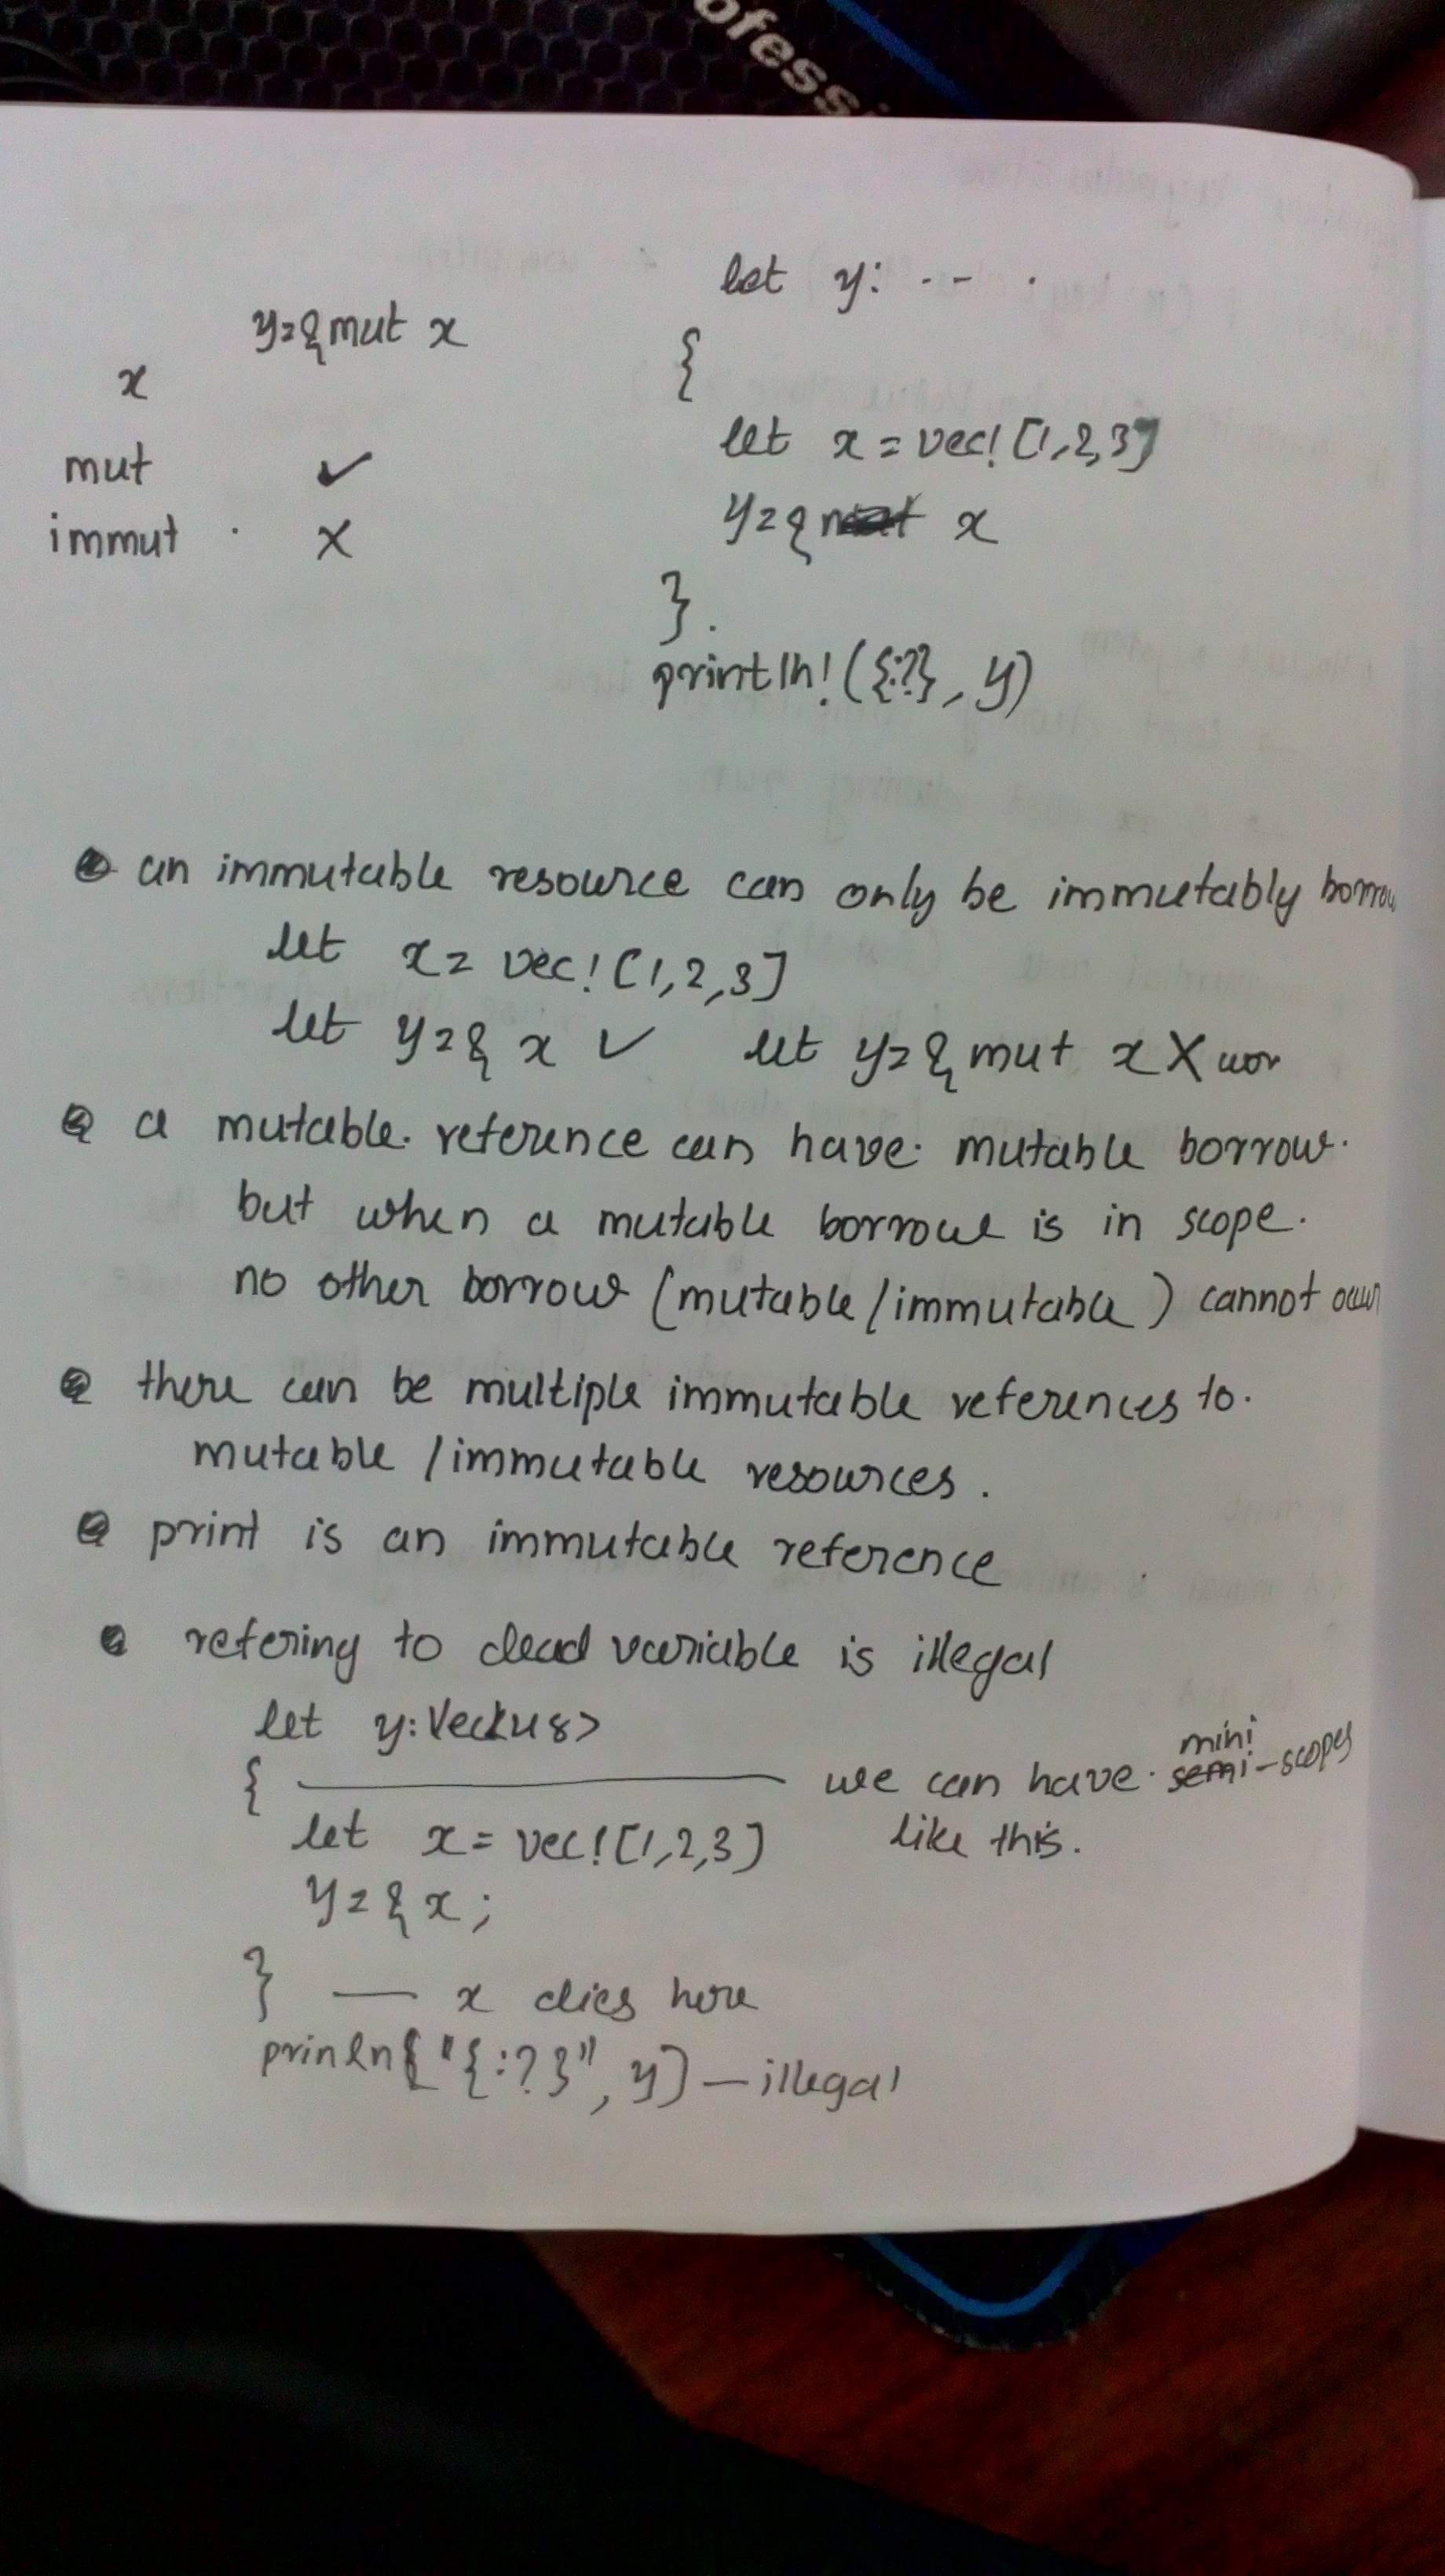 ofess
let y: -- .
y=&mut x
x
{
let x = vec! [1,2,3]
mut ✓
y=& x
immut . X
}.
println!({:?}, y)
an immutable resource can only be immutably borrow
let x = vec! [1,2,3]
let y=& x ✓ let y=& mut x X
a mutable. reference can have. mutable borrow.
but when a mutable borrow is in scope.
no other borrow (mutable/immutable) cannot
there can be multiple immutable references to.
mutable /immutable resources.
print is an immutable reference
refering to dead variable is illegal
let y: Vec<u8>
mini
{ —— we can have. semi-scopes
let x = vec! [1,2,3] like this.
y=& x;
} — x dies here
prinln("{:?}", y) — illegal